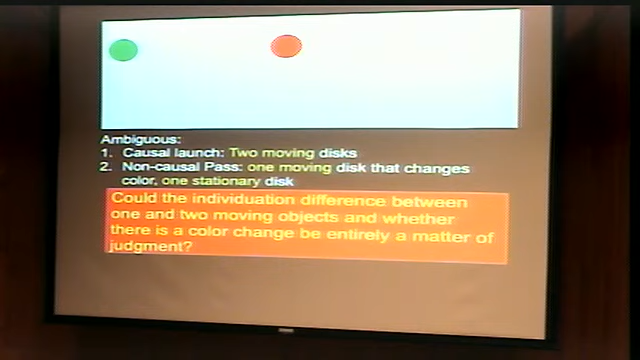 Ambiguous:
1. Causal launch: Two moving disks
2. Non-causal Pass: one moving disk that changes
color, one stationary disk
Could the individuation difference between
one and two moving objects and whether
there is a color change be entirely a matter of
judgment?